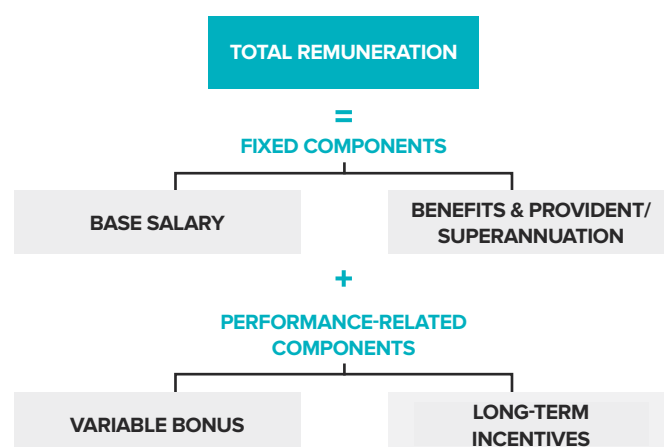 TOTAL REMUNERATION
=
FIXED COMPONENTS
BASE SALARY
BENEFITS & PROVIDENT/
SUPERANNUATION
+
PERFORMANCE-RELATED
COMPONENTS
VARIABLE BONUS
LONG-TERM
INCENTIVES